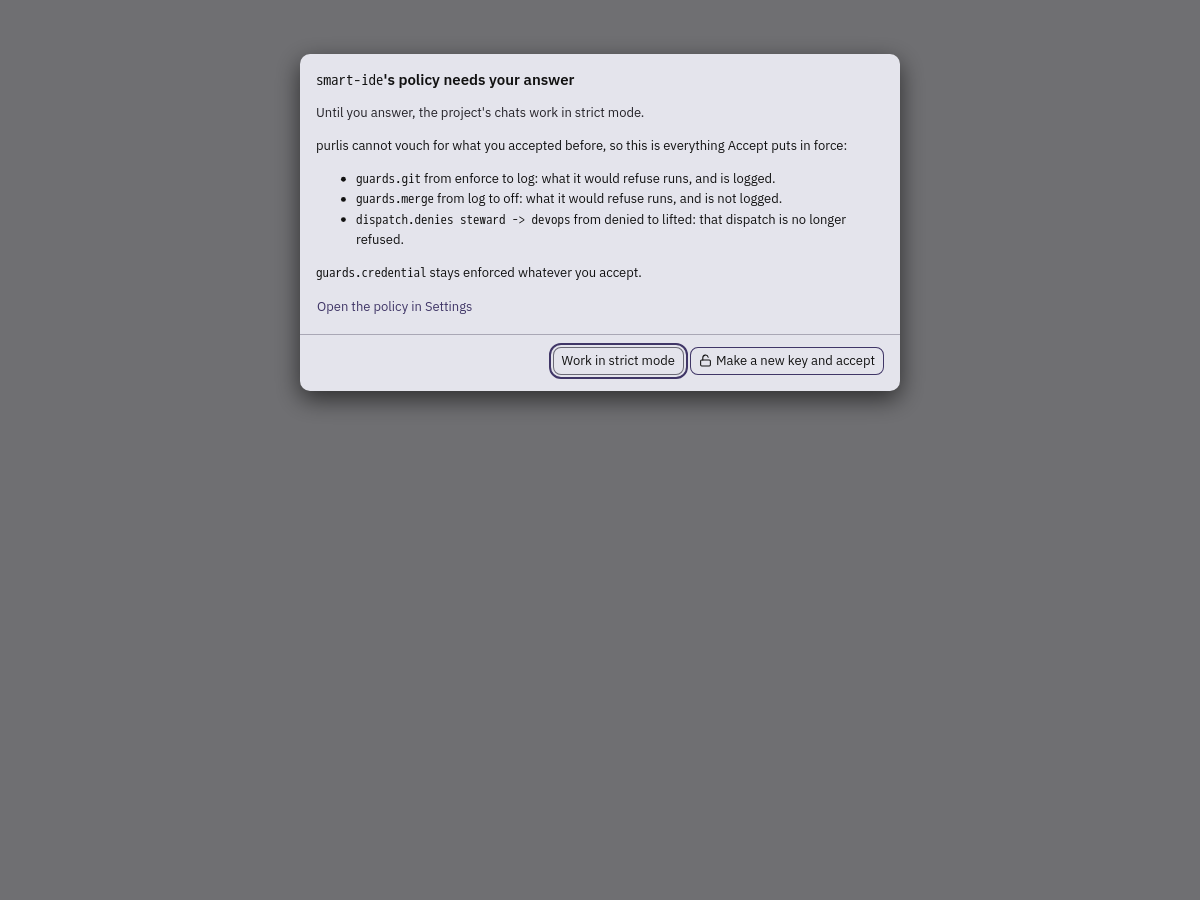 smart-ide's policy needs your answer
Until you answer, the project's chats work in strict mode.
purlis cannot vouch for what you accepted before, so this is everything Accept puts in force:
• guards.git from enforce to log: what it would refuse runs, and is logged.
• guards.merge from log to off: what it would refuse runs, and is not logged.
• dispatch.denies steward -> devops from denied to lifted: that dispatch is no longer
refused.
guards.credential stays enforced whatever you accept.
Open the policy in Settings
Work in strict mode
Make a new key and accept